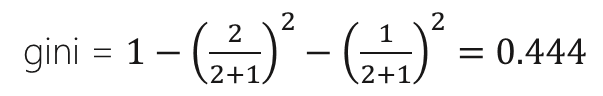 gini = 1 − (2/(2+1))² − (1/(2+1))² = 0.444